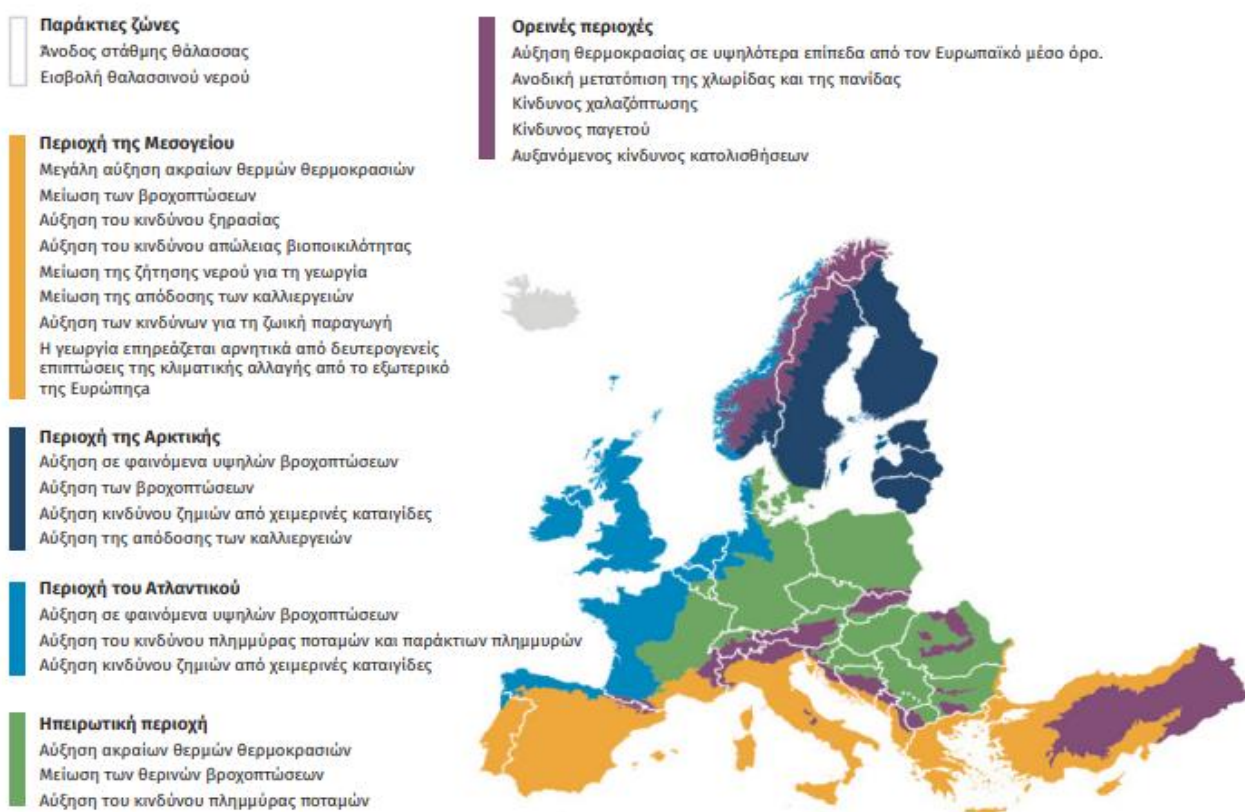 Παράκτιες ζώνες
Άνοδος στάθμης θάλασσας
Εισβολή θαλασσινού νερού
Περιοχή της Μεσογείου
Μεγάλη αύξηση ακραίων θερμών θερμοκρασιών
Μείωση των βροχοπτώσεων
Αύξηση του κινδύνου ξηρασίας
Αύξηση του κινδύνου απώλειας βιοποικιλότητας
Μείωση της ζήτησης νερού για τη γεωργία
Μείωση της απόδοσης των καλλιεργειών
Αύξηση των κινδύνων για τη ζωική παραγωγή
Η γεωργία επηρεάζεται αρνητικά από δευτερογενείς
επιπτώσεις της κλιματικής αλλαγής από το εξωτερικό
της Ευρώπηςa
Περιοχή της Αρκτικής
Αύξηση σε φαινόμενα υψηλών βροχοπτώσεων
Αύξηση των βροχοπτώσεων
Αύξηση κινδύνου ζημιών από χειμερινές καταιγίδες
Αύξηση της απόδοσης των καλλιεργειών
Περιοχή του Ατλαντικού
Αύξηση σε φαινόμενα υψηλών βροχοπτώσεων
Αύξηση του κινδύνου πλημμύρας ποταμών και παράκτιων πλημμυρών
Αύξηση κινδύνου ζημιών από χειμερινές καταιγίδες
Ηπειρωτική περιοχή
Αύξηση ακραίων θερμών θερμοκρασιών
Μείωση των θερινών βροχοπτώσεων
Αύξηση του κινδύνου πλημμύρας ποταμών
Ορεινές περιοχές
Αύξηση θερμοκρασίας σε υψηλότερα επίπεδα από τον Ευρωπαϊκό μέσο όρο.
Ανοδική μετατόπιση της χλωρίδας και της πανίδας
Κίνδυνος χαλαζόπτωσης
Κίνδυνος παγετού
Αυξανόμενος κίνδυνος κατολισθήσεων